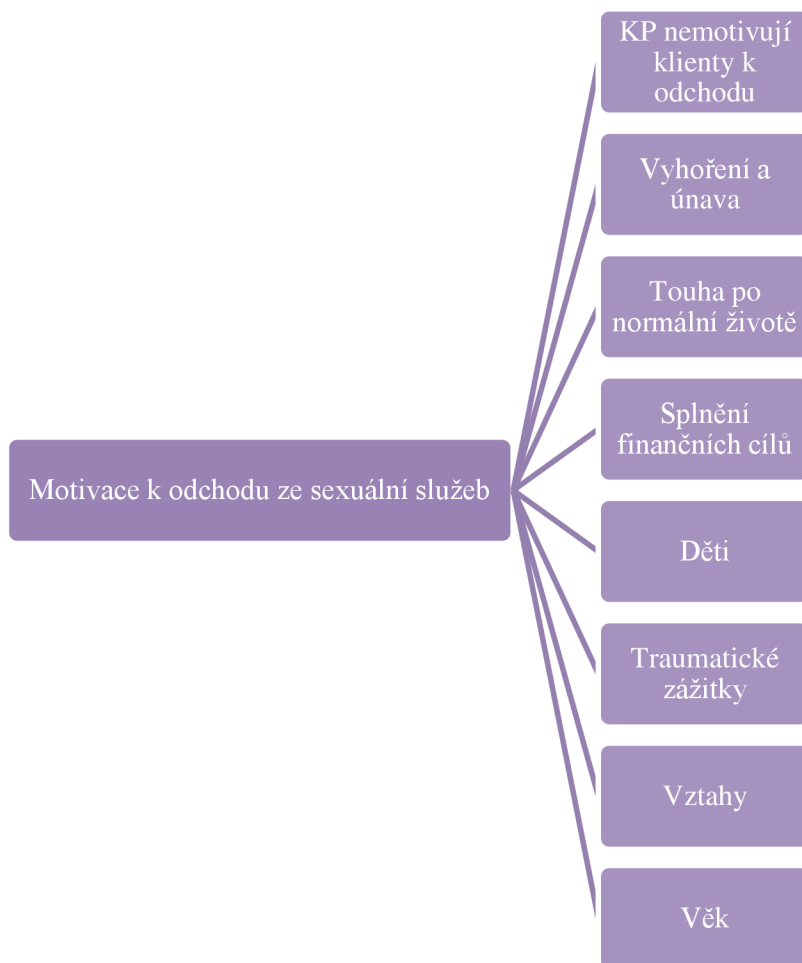 KP nemotivují
klienty k
odchodu
Vyhoření a
únava
Touha po
normální životě
Splnění
finančních cílů
Motivace k odchodu ze sexuální služeb
Děti
Traumatické
zážitky
Vztahy
Věk